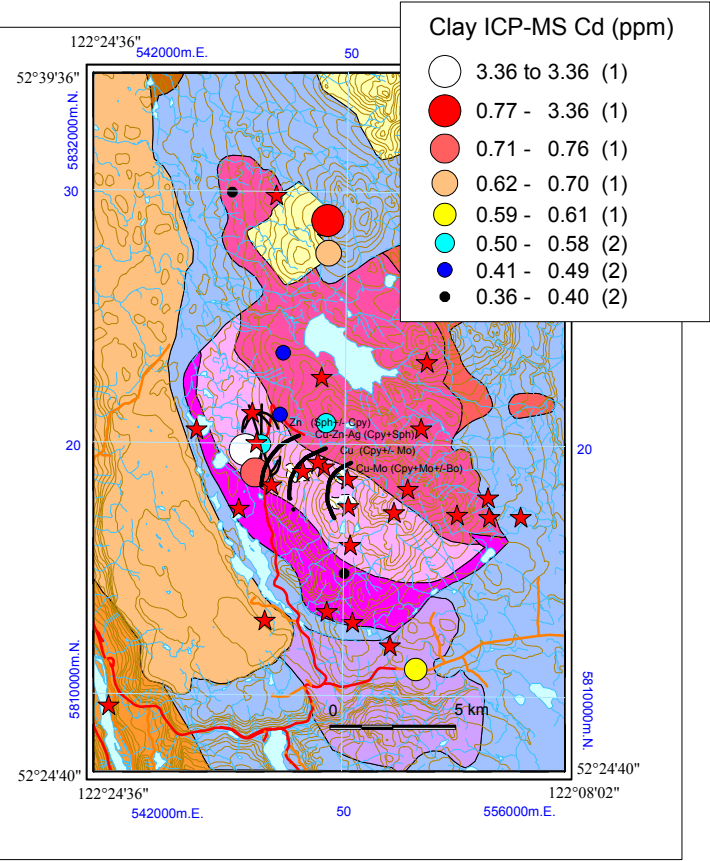 Clay ICP-MS Cd (ppm)
3.36 to 3.36 (1)
0.77 - 3.36 (1)
0.71 - 0.76 (1)
0.62 - 0.70 (1)
0.59 - 0.61 (1)
0.50 - 0.58 (2)
0.41 - 0.49 (2)
0.36 - 0.40 (2)
122°24'36"
542000m.E.
50
52°39'36"
5832000m.N.
30
Zn (Sph+/- Cpy)
Cu-Zn-Ag (Cpy+Sph)
Cu (Cpy+/- Mo)
Cu-Mo (Cpy+Mo+/-Bo)
20
20
5810000m.N.
5810000m.N.
0
5 km
52°24'40"
52°24'40"
122°24'36"
122°08'02"
542000m.E.
50
556000m.E.